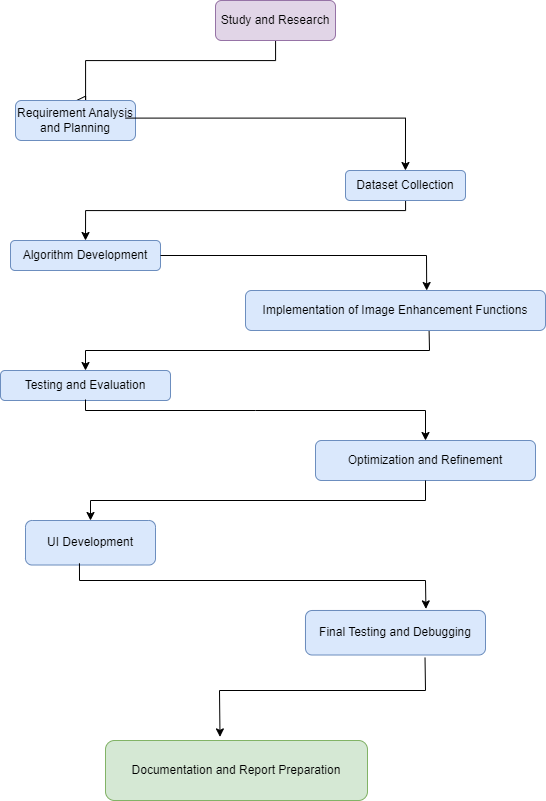 Study and Research
Requirement Analysis
and Planning
Dataset Collection
Algorithm Development
Implementation of Image Enhancement Functions
Testing and Evaluation
Optimization and Refinement
UI Development
Final Testing and Debugging
Documentation and Report Preparation